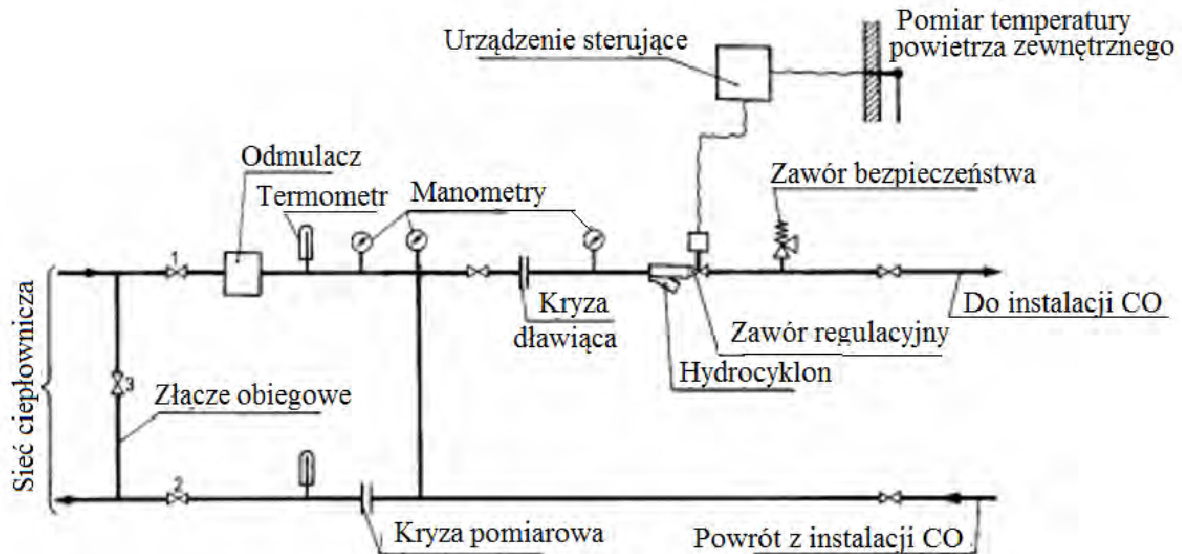 Pomiar temperatury
powietrza zewnętrznego
Urządzenie sterujące
Odmulacz
Termometr
Manometry
Zawór bezpieczeństwa
1
Kryza
dławiąca
Do instalacji CO
Zawór regulacyjny
Hydrocyklon
3
Złącze obiegowe
Sieć ciepłownicza
2
Kryza pomiarowa
Powrót z instalacji CO